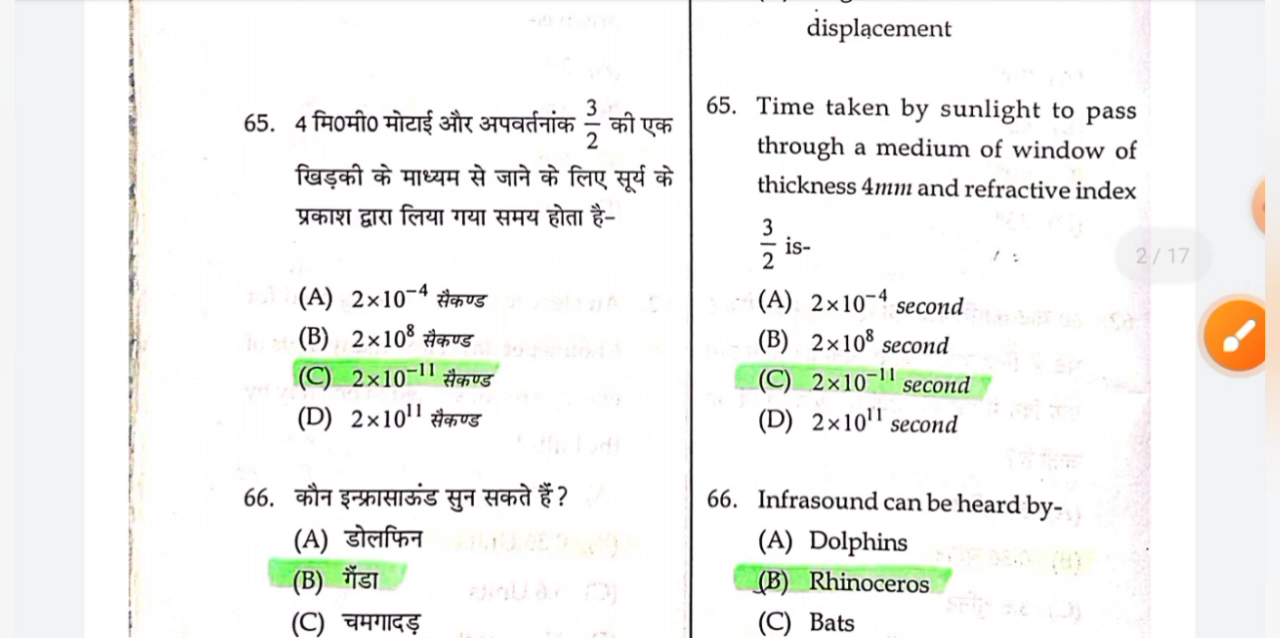 65. 4 मि०मी० मोटाई और अपवर्तनांक 3/2 की एक
खिड़की के माध्यम से जाने के लिए सूर्य के
प्रकाश द्वारा लिया गया समय होता है-
(A) 2×10⁻⁴ सैकण्ड
(B) 2×10⁸ सैकण्ड
(C) 2×10⁻¹¹ सैकण्ड
(D) 2×10¹¹ सैकण्ड
66. कौन इन्फ्रासाऊंड सुन सकते हैं?
(A) डोलफिन
(B) गैंडा
(C) चमगादड़
displacement
65. Time taken by sunlight to pass
through a medium of window of
thickness 4mm and refractive index
3/2 is-
(A) 2×10⁻⁴ second
(B) 2×10⁸ second
(C) 2×10⁻¹¹ second
(D) 2×10¹¹ second
66. Infrasound can be heard by-
(A) Dolphins
(B) Rhinoceros
(C) Bats
2/17